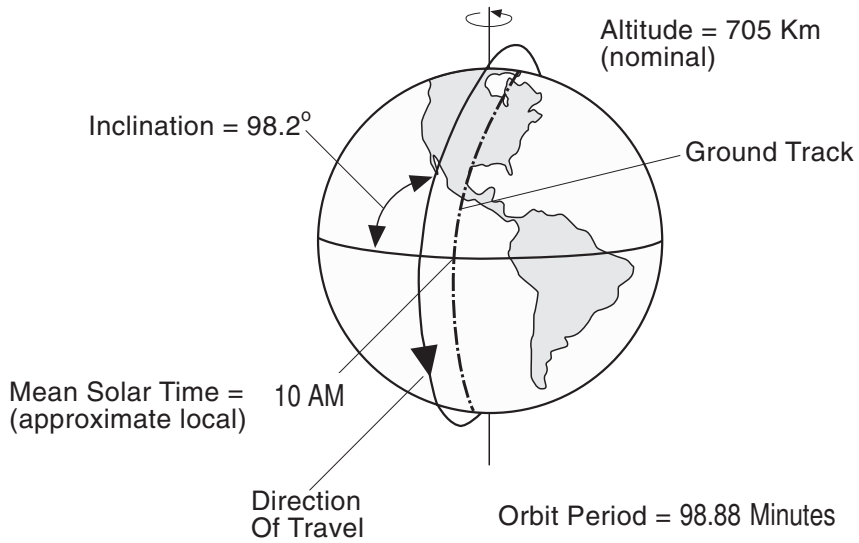 Altitude = 705 Km
(nominal)
Inclination = 98.2°
Ground Track
Mean Solar Time = 10 AM
(approximate local)
Direction
Of Travel
Orbit Period = 98.88 Minutes